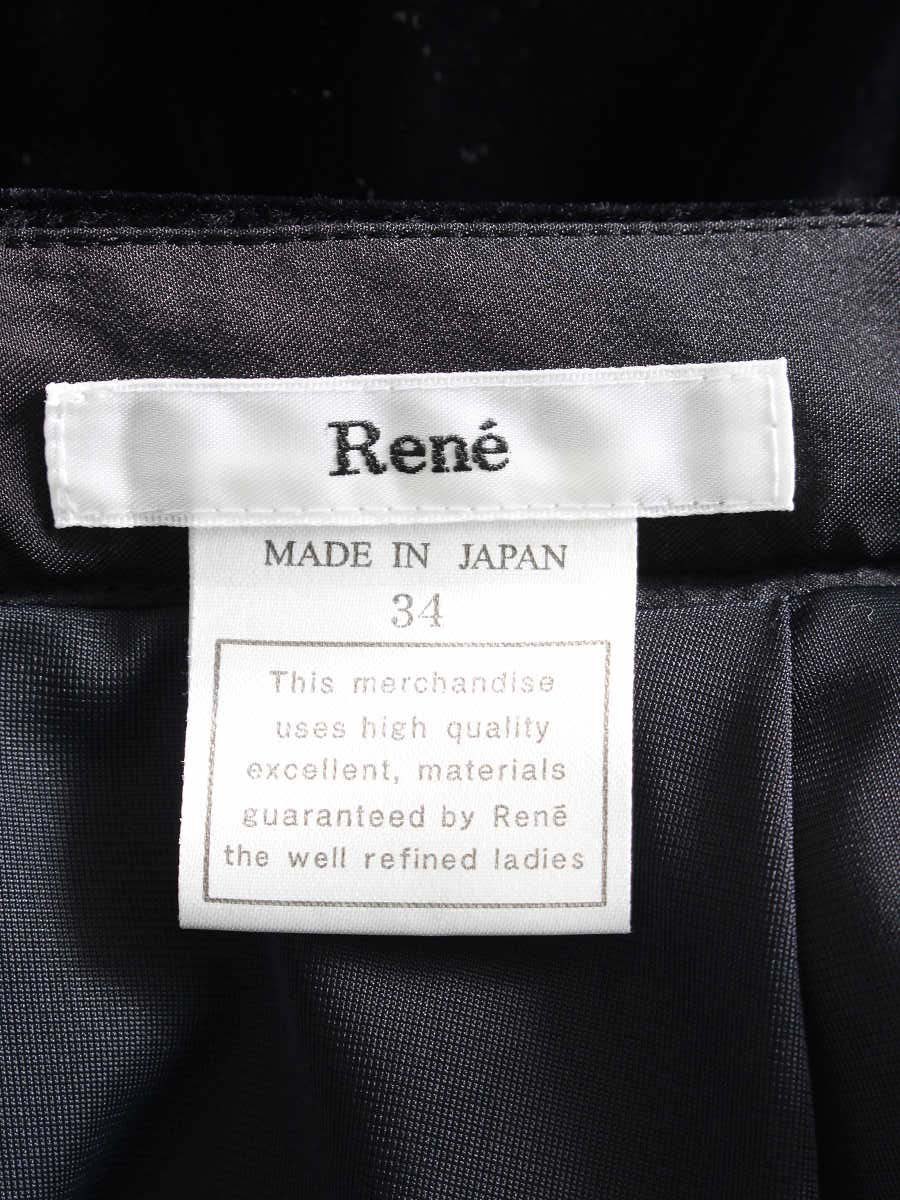 René
MADE IN JAPAN
34
This merchandise
uses high quality
excellent, materials
guaranteed by René
the well refined ladies